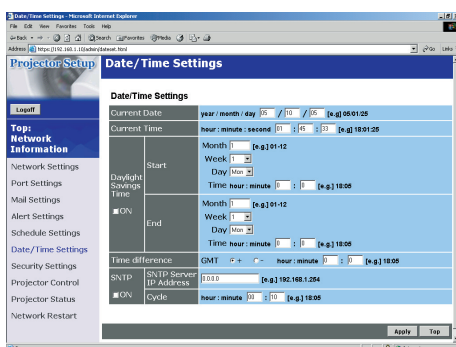 Date/Time Settings - Microsoft Internet Explorer
File Edit View Favorites Tools Help
Back Search Favorites Media
Address https://192.168.1.10/admin/dateset.html Go Links
Projector Setup
Date/Time Settings
Logoff
Top:
Network
Information
Network Settings
Port Settings
Mail Settings
Alert Settings
Schedule Settings
Date/Time Settings
Security Settings
Projector Control
Projector Status
Network Restart
Date/Time Settings
Current Date year / month / day 05 / 10 / 05 [e.g] 05/01/25
Current Time hour : minute : second 01 : 45 : 33 [e.g] 18:01:25
Daylight Savings Time
ON
Start
Month 1 [e.g.] 01-12
Week 1
Day Mon
Time hour : minute 0 : 0 [e.g.] 18:05
End
Month 1 [e.g.] 01-12
Week 1
Day Mon
Time hour : minute 0 : 0 [e.g.] 18:05
Time difference GMT + - hour : minute 0 : 0 [e.g.] 18:05
SNTP
ON
SNTP Server IP Address 0.0.0.0 [e.g.] 192.168.1.254
Cycle hour : minute 00 : 10 [e.g.] 18:05
Apply Top